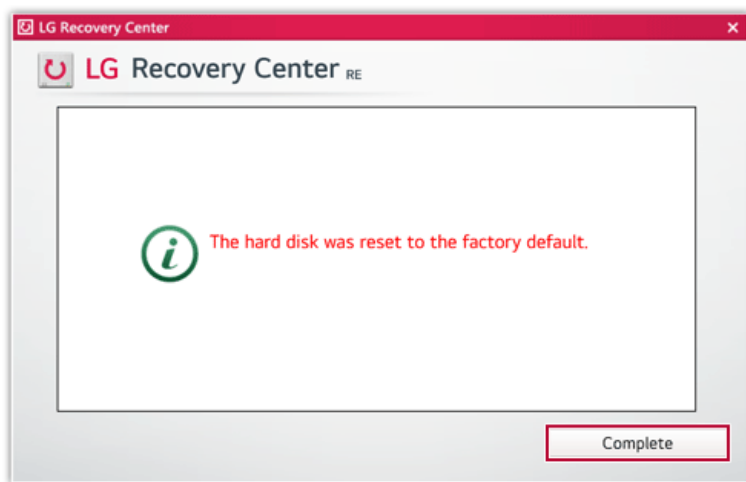 LG Recovery Center
LG Recovery Center RE
The hard disk was reset to the factory default.
Complete